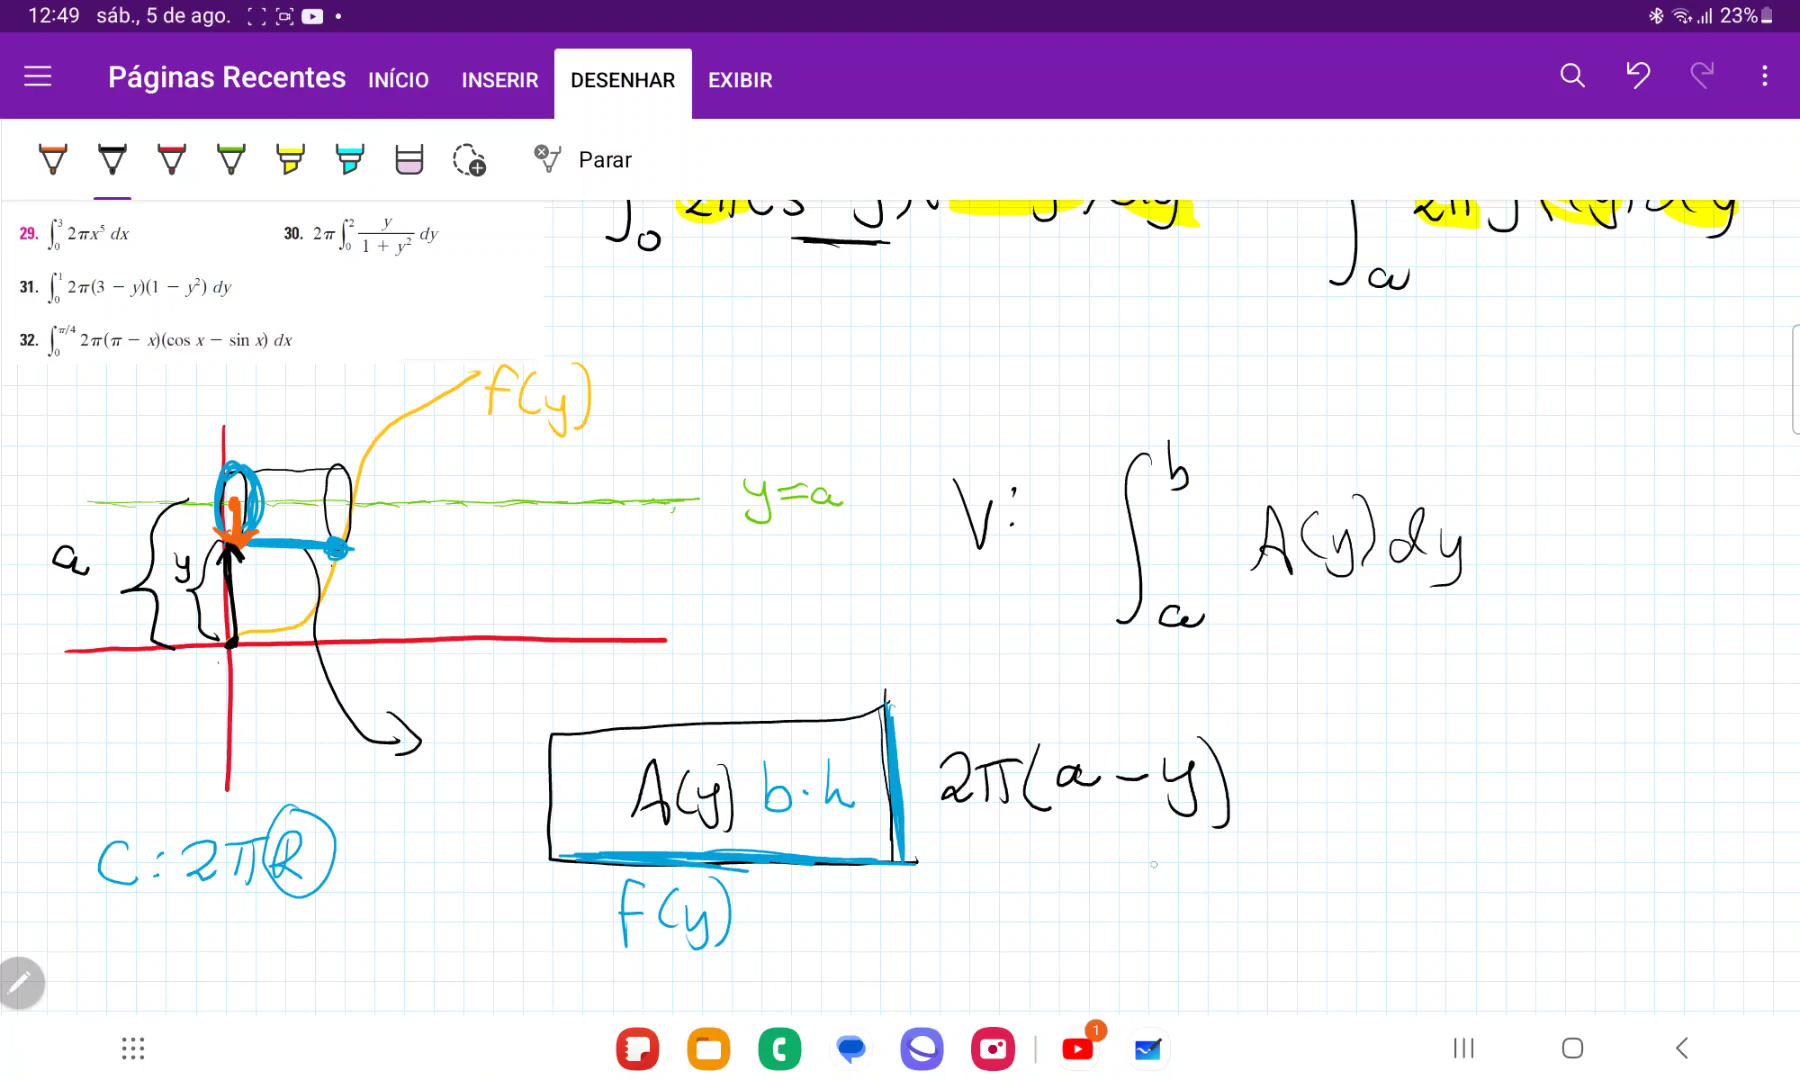 12:49 sáb., 5 de ago.
23%
Páginas Recentes INÍCIO INSERIR DESENHAR EXIBIR
Parar
29. ∫₀³ 2πx⁵ dx
30. 2π ∫₀² y/(1 + y²) dy
31. ∫₀¹ 2π(3 − y)(1 − y²) dy
32. ∫₀^(π/4) 2π(π − x)(cos x − sin x) dx
f(y)
y=a
a
y
V: ∫ₐᵇ A(y)dy
A(y) b·h
2π(a−y)
C: 2πR
f(y)
1